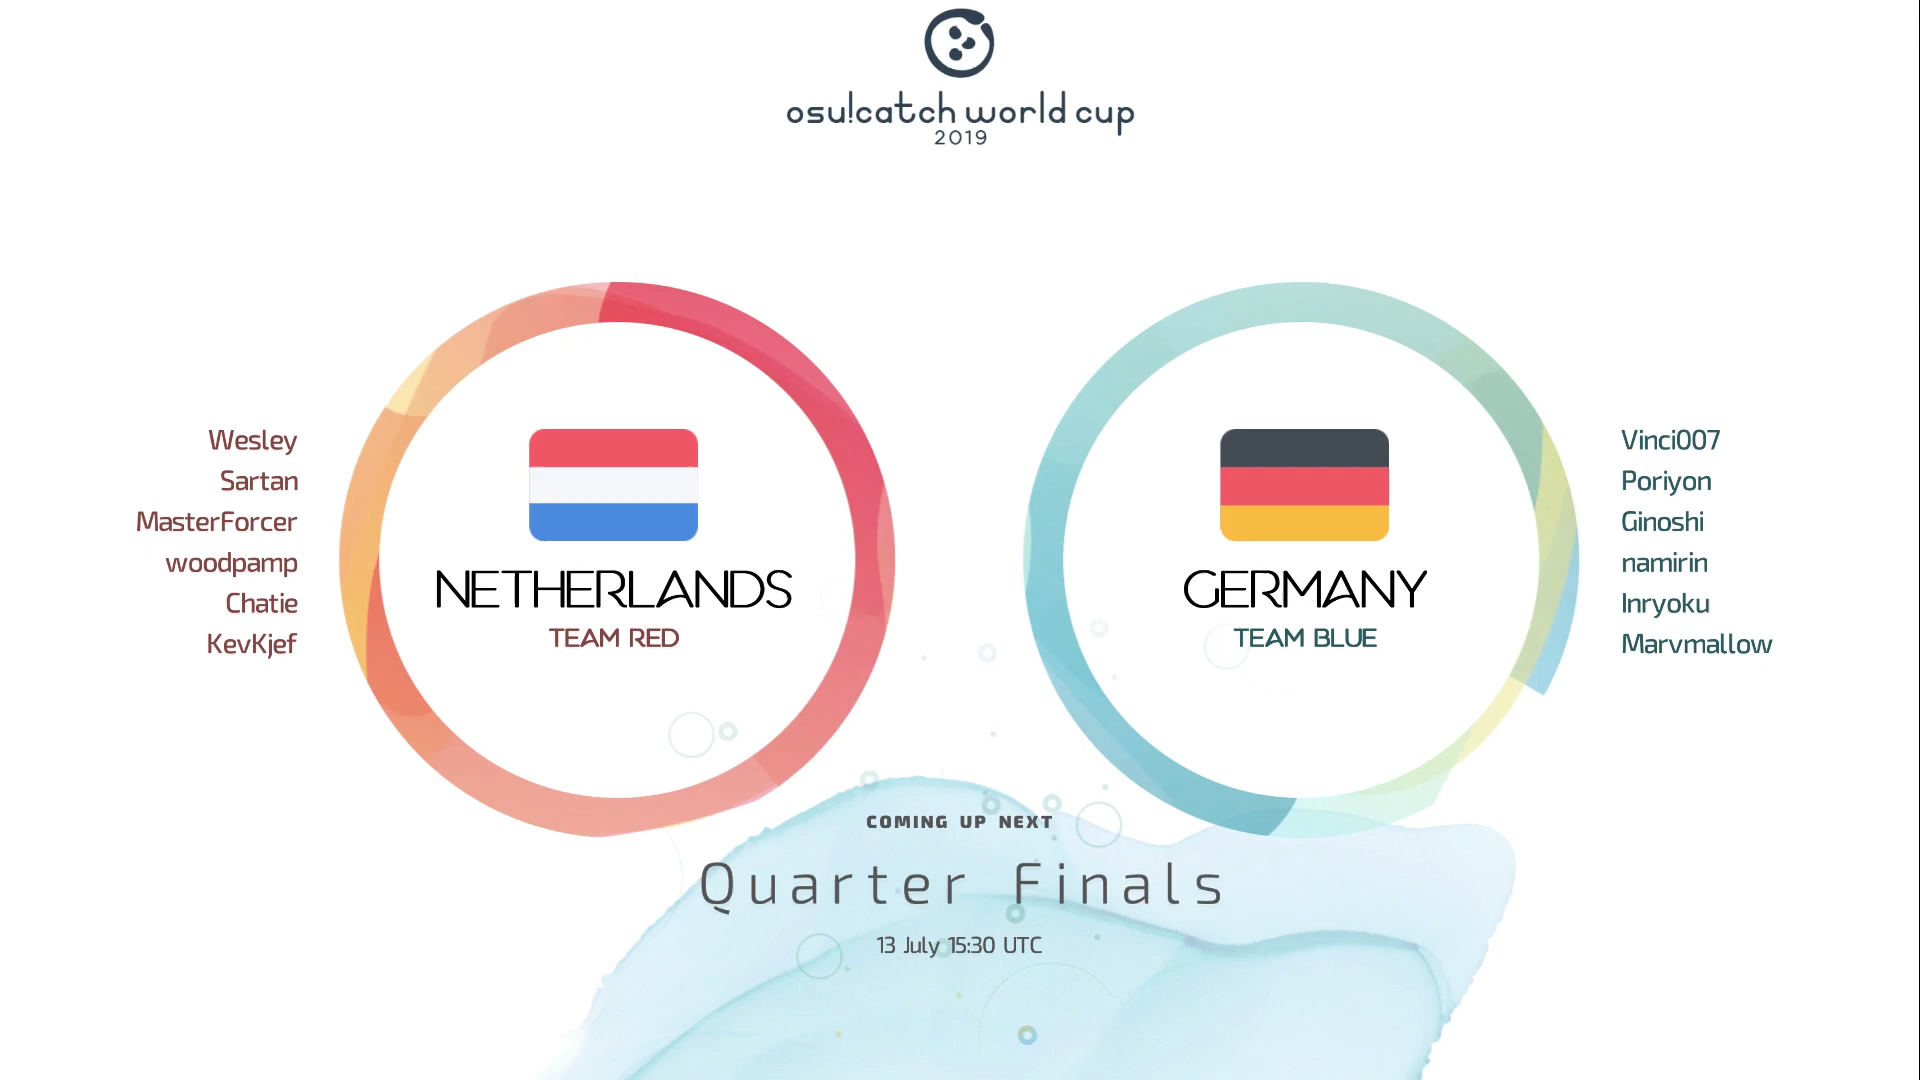 osu!catch world cup
2019
Wesley
Sartan
MasterForcer
woodpamp
Chatie
KevKjef
NETHERLANDS
TEAM RED
GERMANY
TEAM BLUE
Vinci007
Poriyon
Ginoshi
namirin
Inryoku
Marvmallow
COMING UP NEXT
Quarter Finals
13 July 15:30 UTC